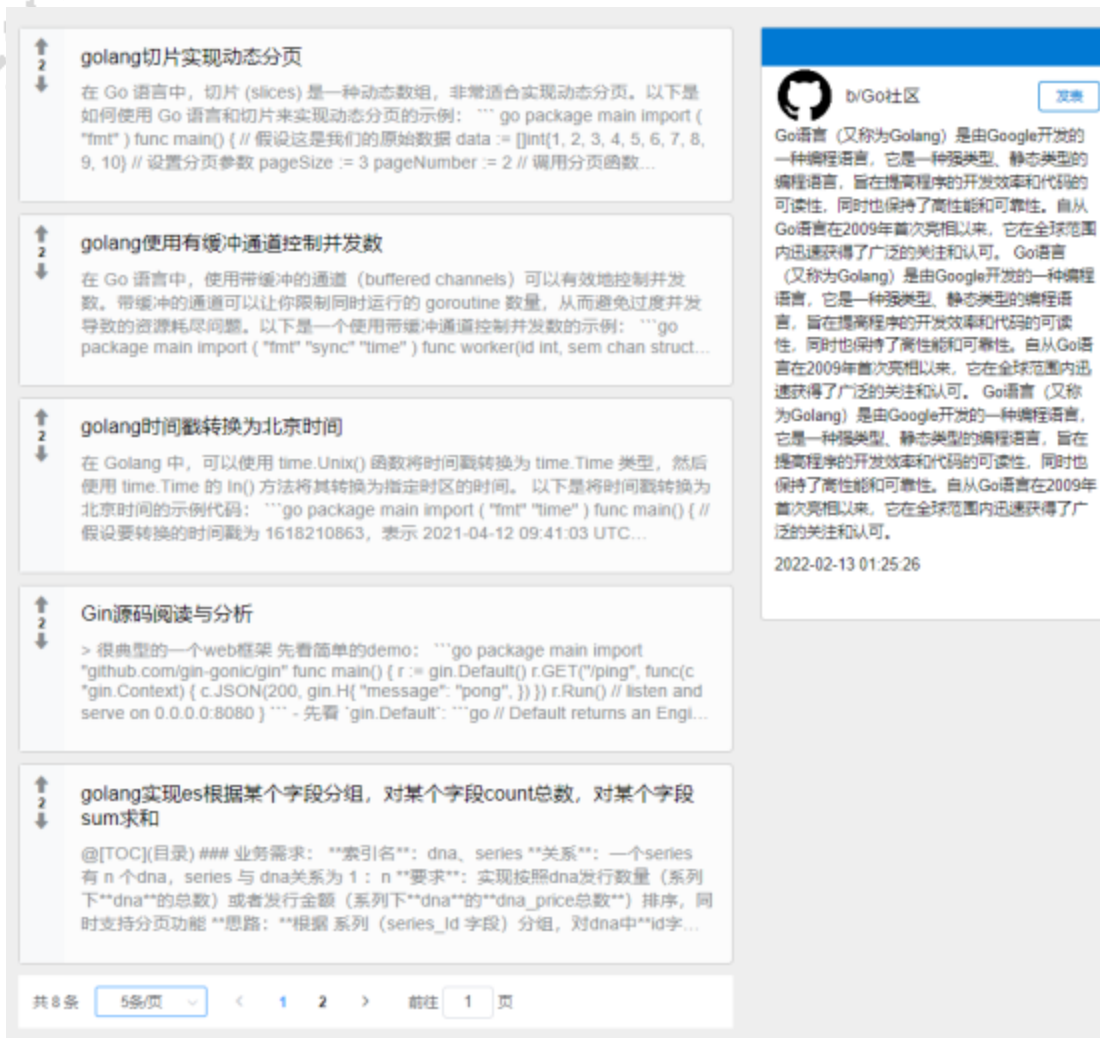 2
golang切片实现动态分页
在 Go 语言中，切片 (slices) 是一种动态数组，非常适合实现动态分页。以下是
如何使用 Go 语言和切片来实现动态分页的示例： ``` go package main import (
"fmt" ) func main() { // 假设这是我们的原始数据 data := []int{1, 2, 3, 4, 5, 6, 7, 8,
9, 10} // 设置分页参数 pageSize := 3 pageNumber := 2 // 调用分页函数...
2
golang使用有缓冲通道控制并发数
在 Go 语言中，使用带缓冲的通道（buffered channels）可以有效地控制并发
数。带缓冲的通道可以让你限制同时运行的 goroutine 数量，从而避免过度并发
导致的资源耗尽问题。以下是一个使用带缓冲通道控制并发数的示例： ```go
package main import ( "fmt" "sync" "time" ) func worker(id int, sem chan struct...
2
golang时间戳转换为北京时间
在 Golang 中，可以使用 time.Unix() 函数将时间戳转换为 time.Time 类型，然后
使用 time.Time 的 In() 方法将其转换为指定时区的时间。 以下是将时间戳转换为
北京时间的示例代码： ```go package main import ( "fmt" "time" ) func main() { //
假设要转换的时间戳为 1618210863，表示 2021-04-12 09:41:03 UTC...
2
Gin源码阅读与分析
> 很典型的一个web框架 先看简单的demo： ```go package main import
"github.com/gin-gonic/gin" func main() { r := gin.Default() r.GET("/ping", func(c
*gin.Context) { c.JSON(200, gin.H{ "message": "pong", }) }) r.Run() // listen and
serve on 0.0.0.0:8080 } ``` - 先看 `gin.Default`: ```go // Default returns an Engi...
2
golang实现es根据某个字段分组，对某个字段count总数，对某个字段
sum求和
@[TOC](目录) ### 业务需求： **索引名**：dna、series **关系**：一个series
有 n 个dna，series 与 dna关系为 1 ：n **要求**：实现按照dna发行数量（系列
下**dna**的总数）或者发行金额（系列下**dna**的**dna_price总数**）排序，同
时支持分页功能 **思路：**根据 系列（series_Id 字段）分组，对dna中**id字...
共 8 条 5条/页 < 1 2 > 前往 1 页
b/Go社区
发表
Go语言（又称为Golang）是由Google开发的
一种编程语言，它是一种强类型、静态类型的
编程语言，旨在提高程序的开发效率和代码的
可读性，同时也保持了高性能和可靠性。自从
Go语言在2009年首次亮相以来，它在全球范围
内迅速获得了广泛的关注和认可。 Go语言
（又称为Golang）是由Google开发的一种编程
语言，它是一种强类型、静态类型的编程语
言，旨在提高程序的开发效率和代码的可读
性，同时也保持了高性能和可靠性。自从Go语
言在2009年首次亮相以来，它在全球范围内迅
速获得了广泛的关注和认可。 Go语言（又称
为Golang）是由Google开发的一种编程语言，
它是一种强类型、静态类型的编程语言，旨在
提高程序的开发效率和代码的可读性，同时也
保持了高性能和可靠性。自从Go语言在2009年
首次亮相以来，它在全球范围内迅速获得了广
泛的关注和认可。
2022-02-13 01:25:26